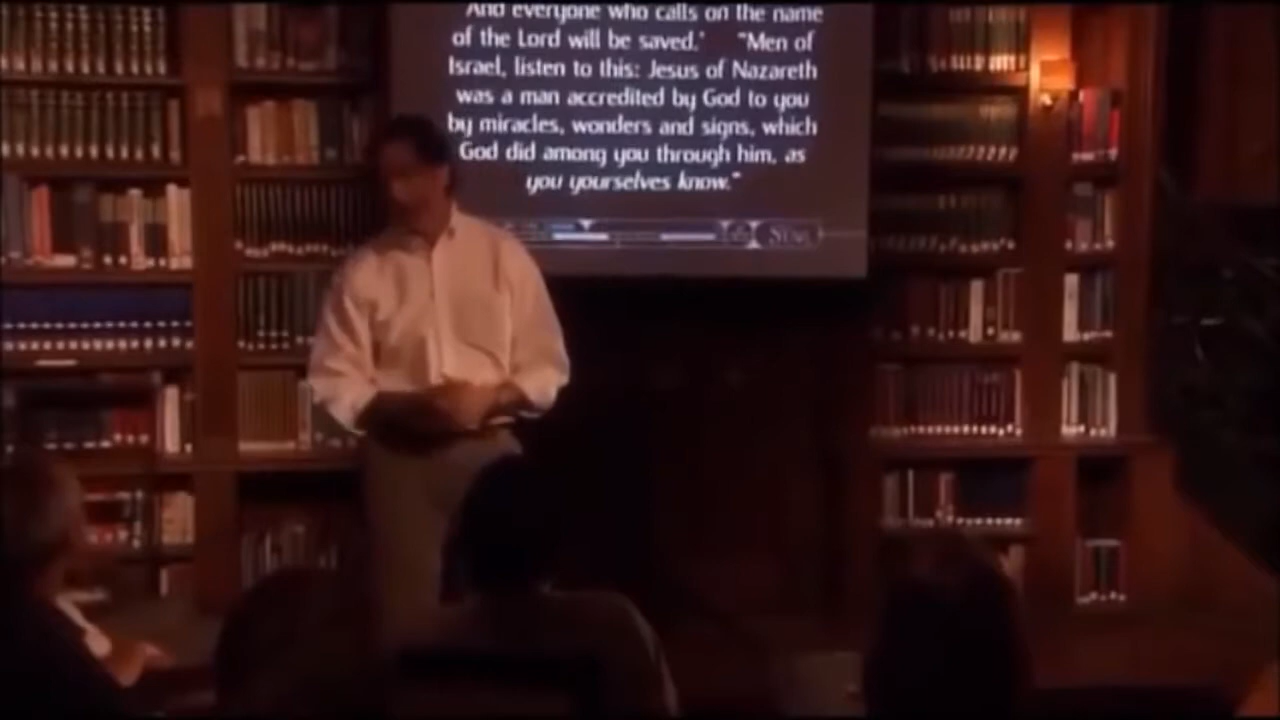 And everyone who calls on the name
of the Lord will be saved.' "Men of
Israel, listen to this: Jesus of Nazareth
was a man accredited by God to you
by miracles, wonders and signs, which
God did among you through him, as
you yourselves know."